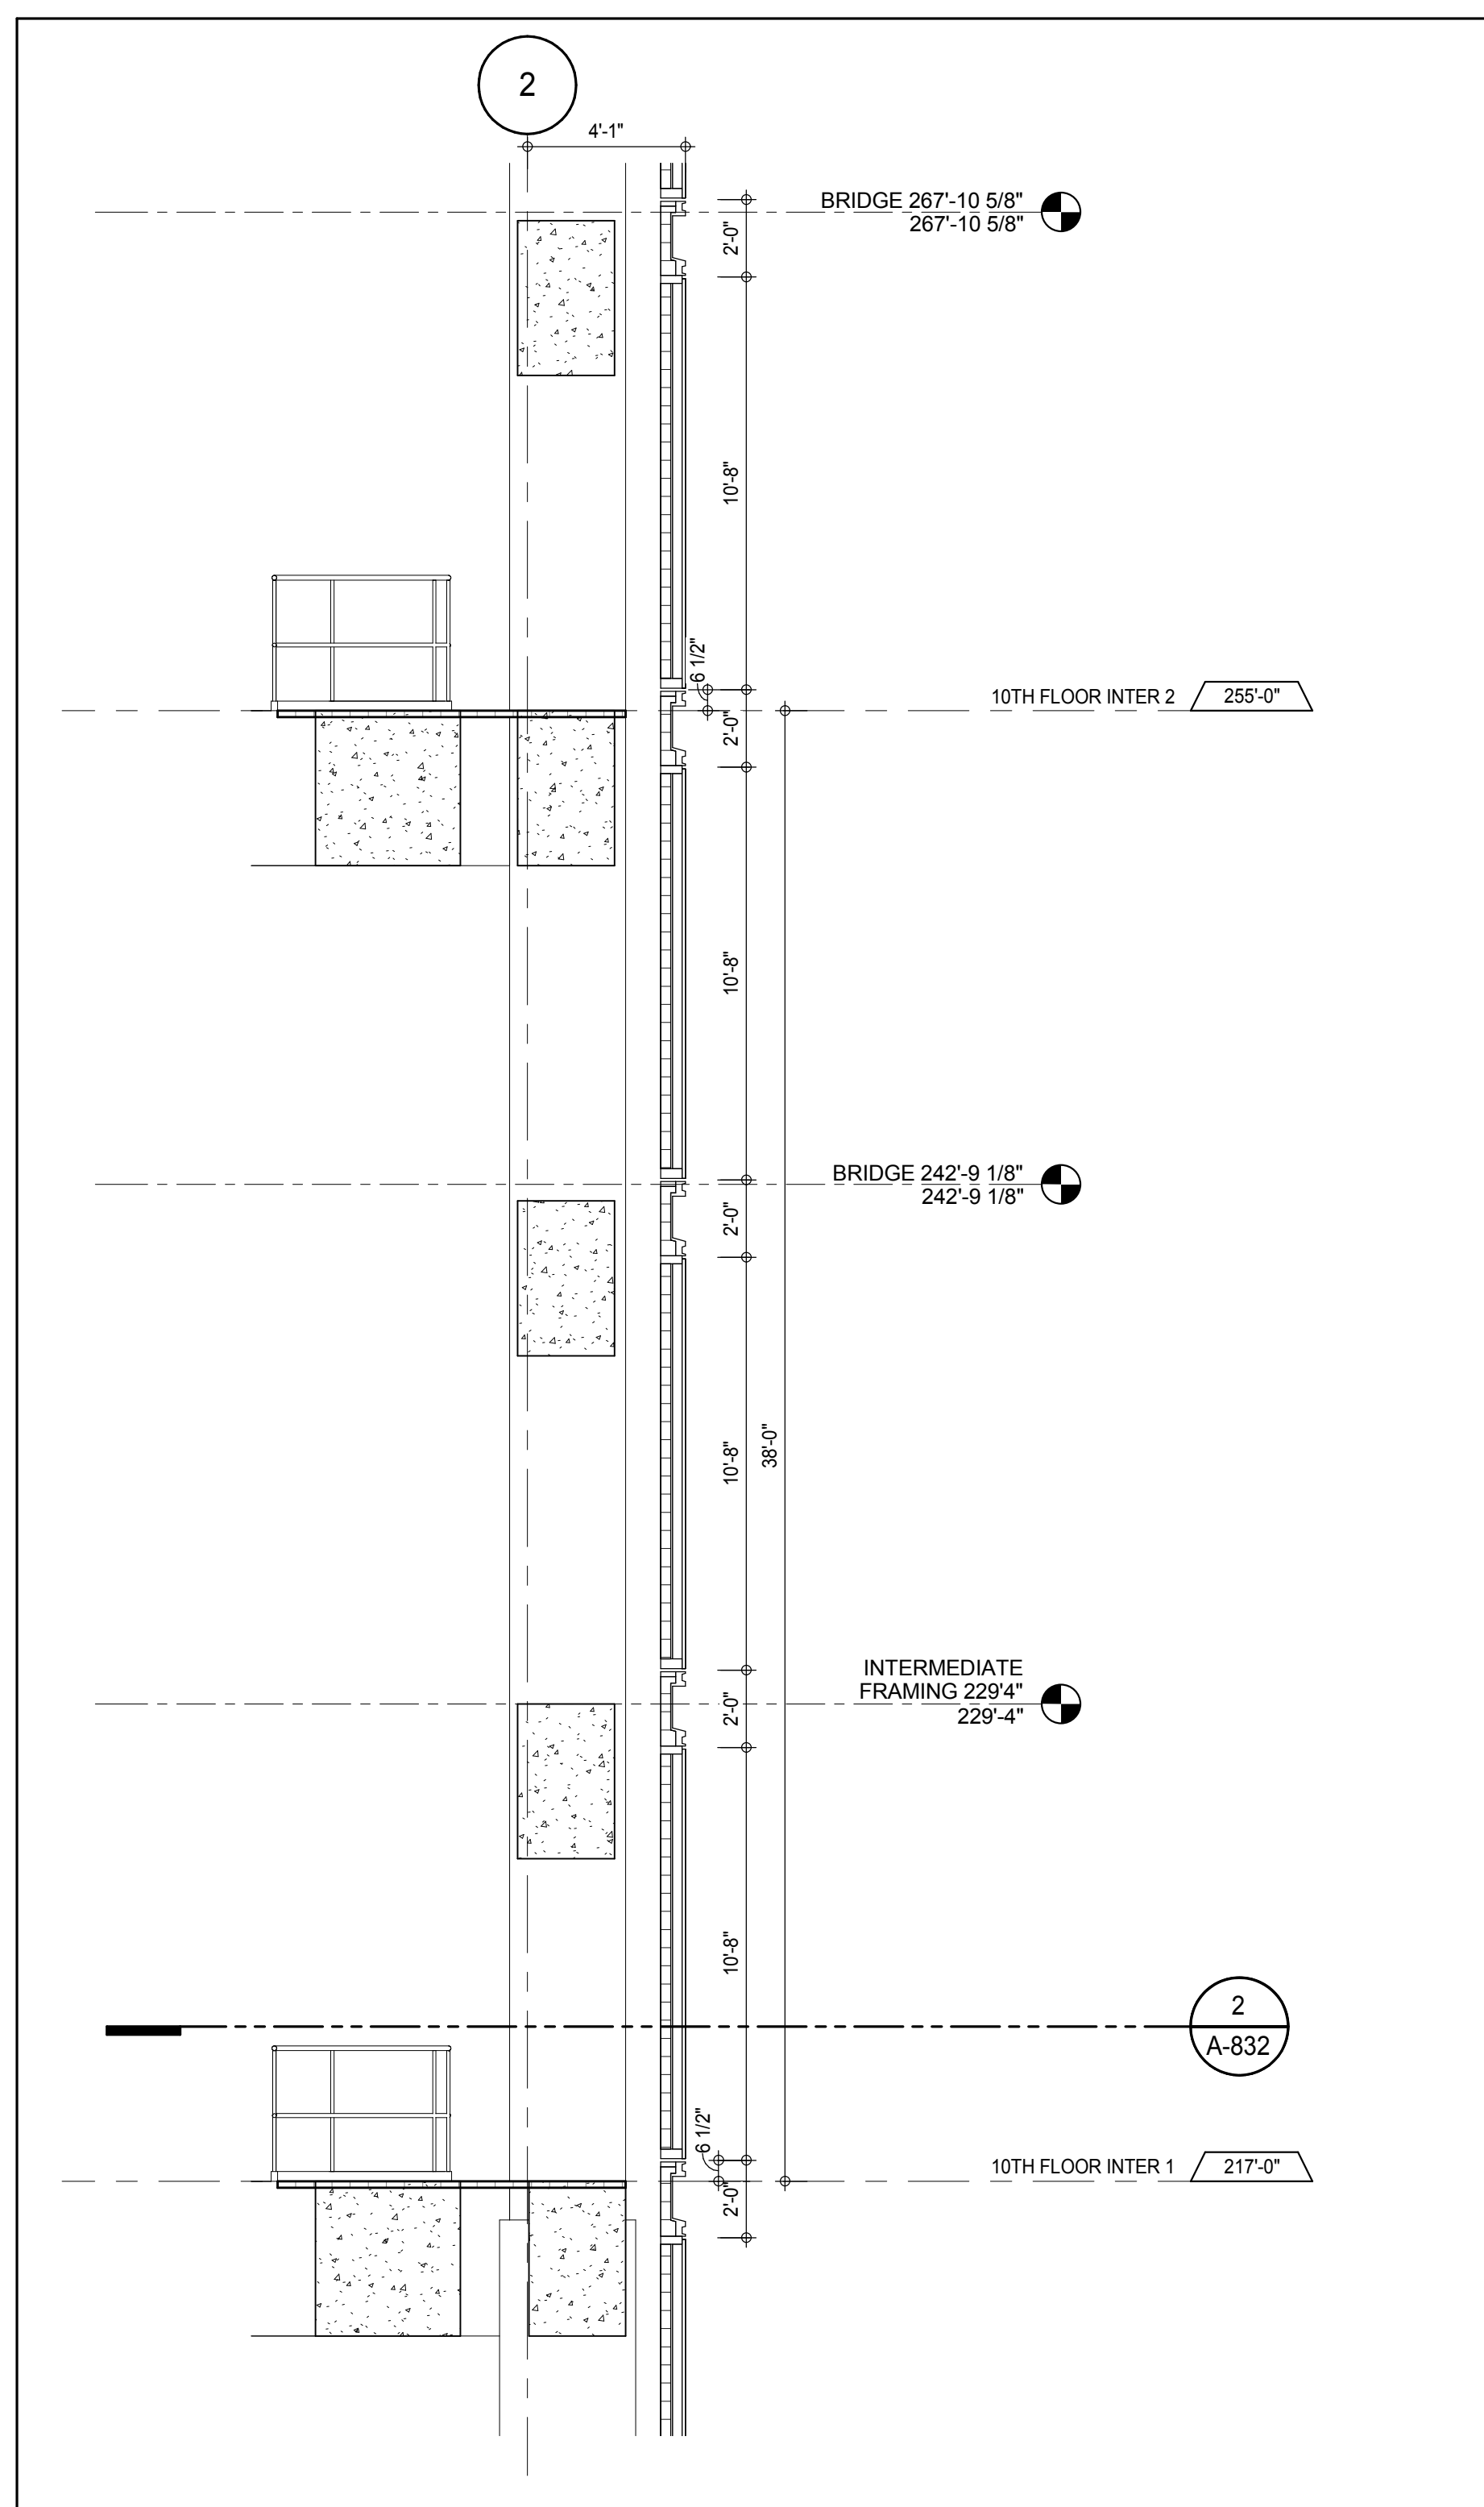 2
4'-1"
BRIDGE 267'-10 5/8"
267'-10 5/8"
2'-0"
10'-8"
6 1/2"
10TH FLOOR INTER 2
255'-0"
2'-0"
10'-8"
BRIDGE 242'-9 1/8"
242'-9 1/8"
2'-0"
10'-8"
38'-0"
INTERMEDIATE
FRAMING 229'4"
229'-4"
2'-0"
10'-8"
2
A-832
6 1/2"
10TH FLOOR INTER 1
217'-0"
2'-0"